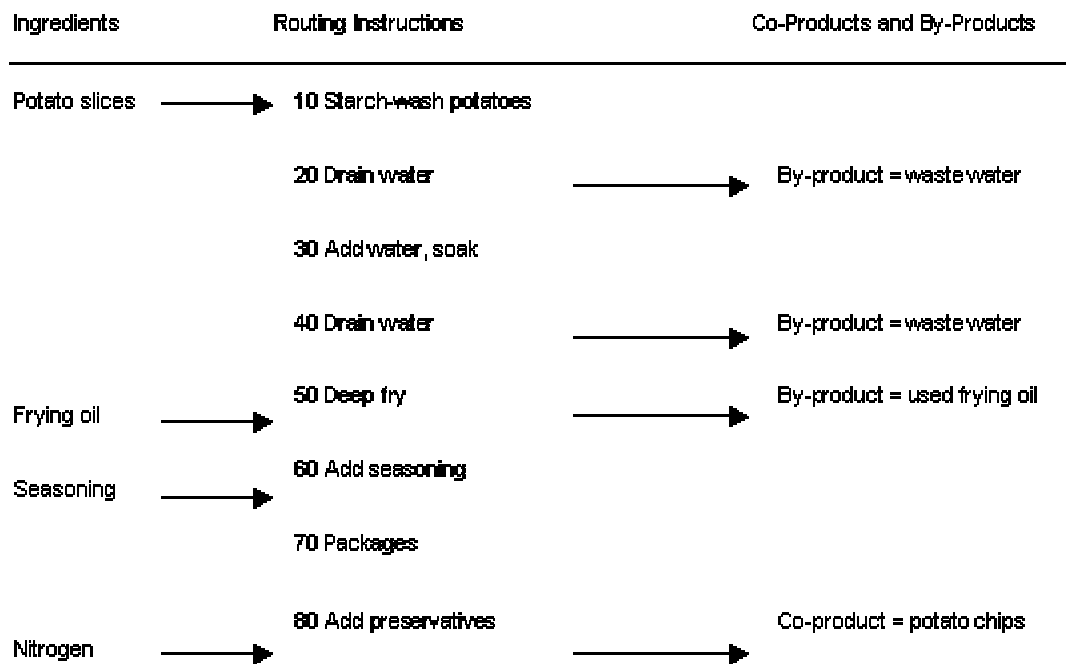 Ingredients Routing Instructions Co-Products and By-Products
Potato slices 10 Starch-wash potatoes
20 Drain water By-product = waste water
30 Add water, soak
40 Drain water By-product = waste water
50 Deep fry By-product = used frying oil
Frying oil
60 Add seasoning
Seasoning
70 Packages
80 Add preservatives Co-product = potato chips
Nitrogen